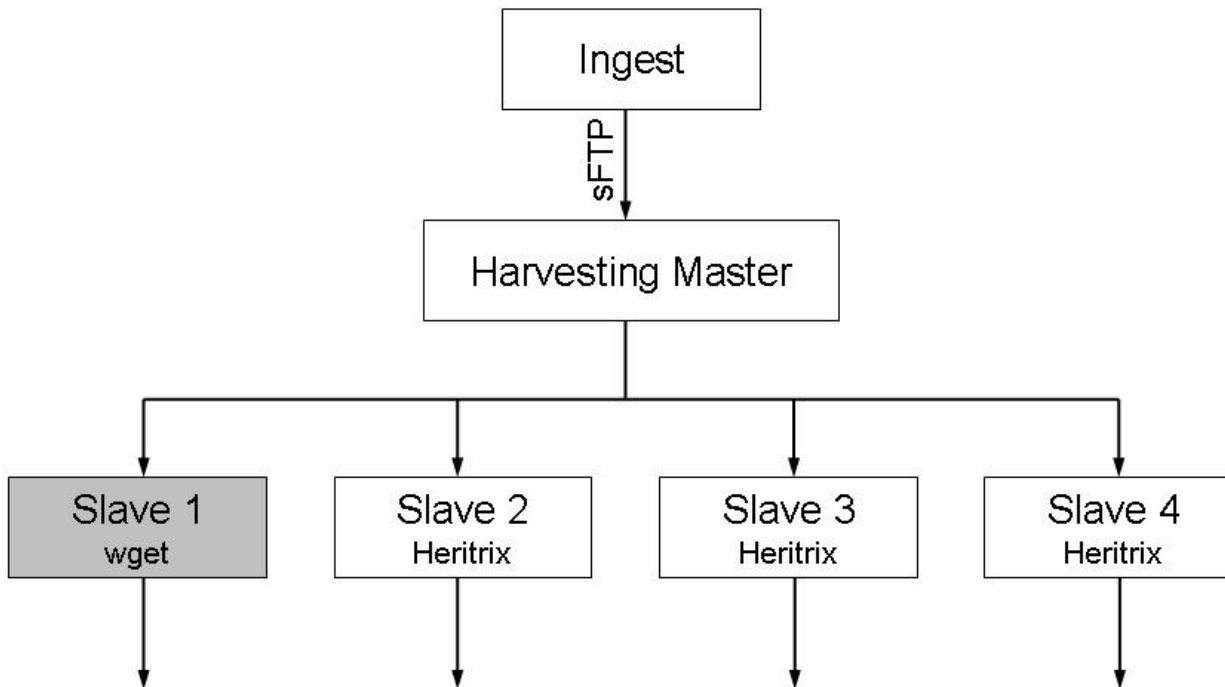 Ingest
sFTP
Harvesting Master
Slave 1
wget
Slave 2
Heritrix
Slave 3
Heritrix
Slave 4
Heritrix